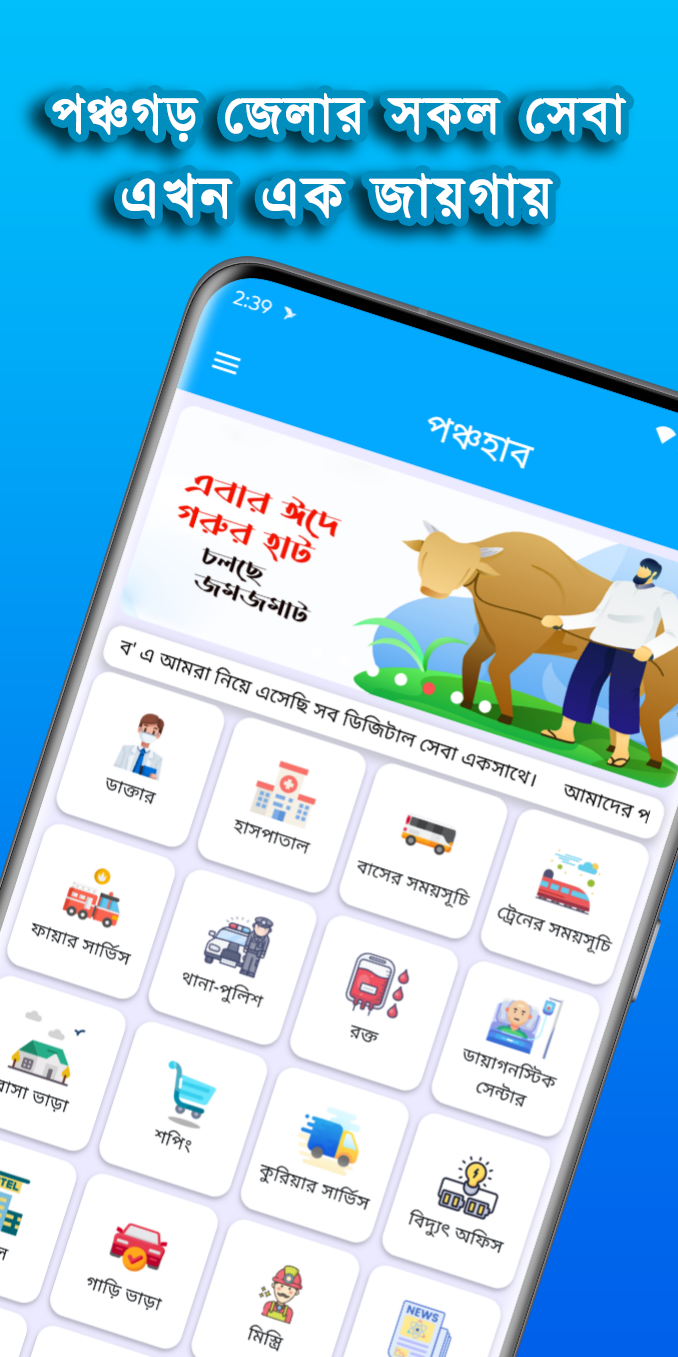 পঞ্চগড় জেলার সকল সেবা
এখন এক জায়গায়
2:39
পঞ্চহাব
এবার ঈদে
গরুর হাট
চলছে
জমজমাট
ব' এ আমরা নিয়ে এসেছি সব ডিজিটাল সেবা একসাথে। আমাদের প
ডাক্তার
হাসপাতাল
বাসের সময়সূচি
ট্রেনের সময়সূচি
ফায়ার সার্ভিস
থানা-পুলিশ
রক্ত
ডায়াগনস্টিক
সেন্টার
বাসা ভাড়া
শপিং
কুরিয়ার সার্ভিস
বিদ্যুৎ অফিস
গাড়ি ভাড়া
মিস্ত্রি
NEWS